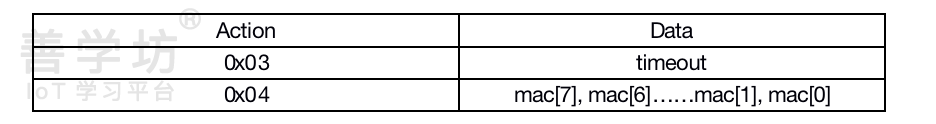 善学坊®
IoT 学习平台
Action Data
0x03 timeout
0x04 mac[7], mac[6]……mac[1], mac[0]